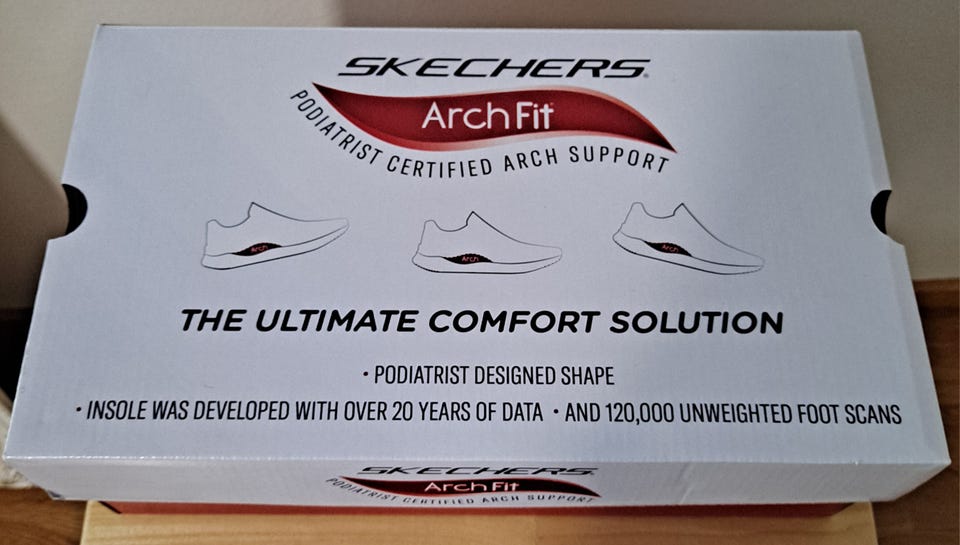 SKECHERS
Arch Fit
PODIATRIST CERTIFIED ARCH SUPPORT
Arch Arch Arch
THE ULTIMATE COMFORT SOLUTION
• PODIATRIST DESIGNED SHAPE
• INSOLE WAS DEVELOPED WITH OVER 20 YEARS OF DATA • AND 120,000 UNWEIGHTED FOOT SCANS
SKECHERS
Arch Fit
PODIATRIST CERTIFIED ARCH SUPPORT